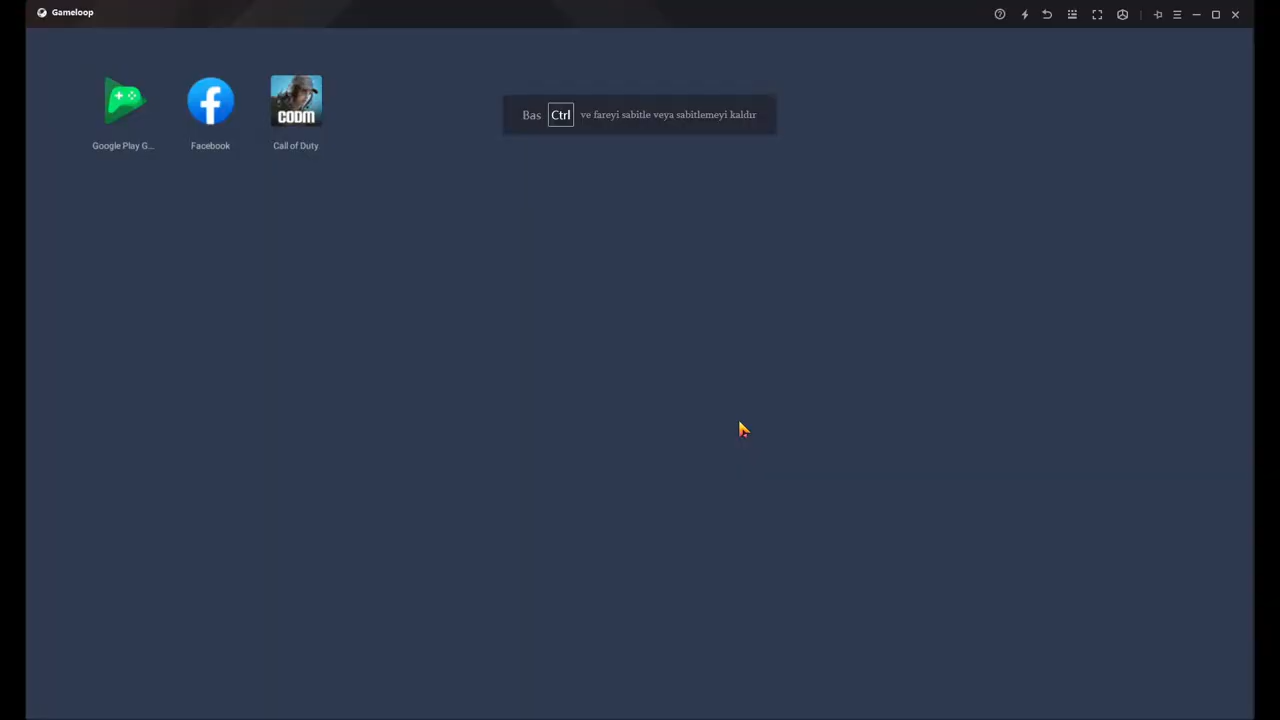 Gameloop
Bas Ctrl ve fareyi sabitle veya sabitlemeyi kaldır
CODM
Google Play G...
Facebook
Call of Duty